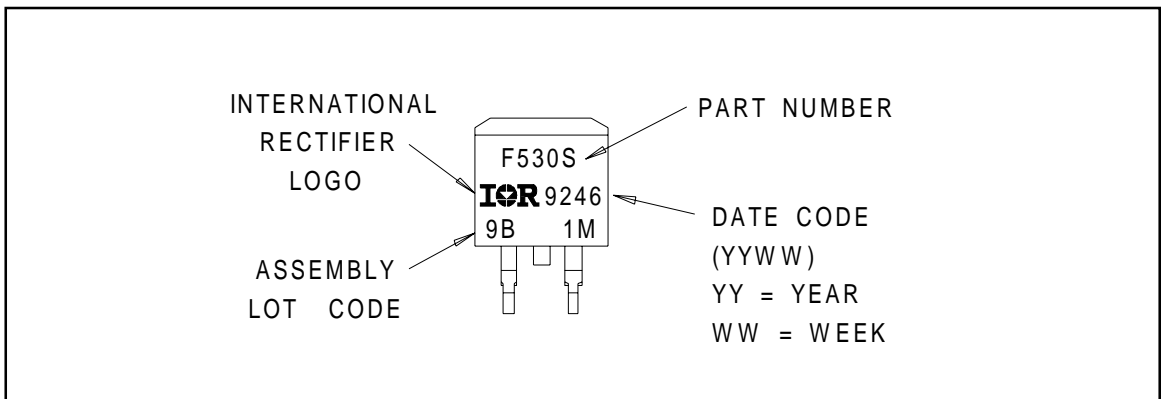 INTERNATIONAL
RECTIFIER
LOGO
ASSEMBLY
LOT CODE
F530S
IOR 9246
9B 1M
PART NUMBER
DATE CODE
(YYWW)
YY = YEAR
WW = WEEK